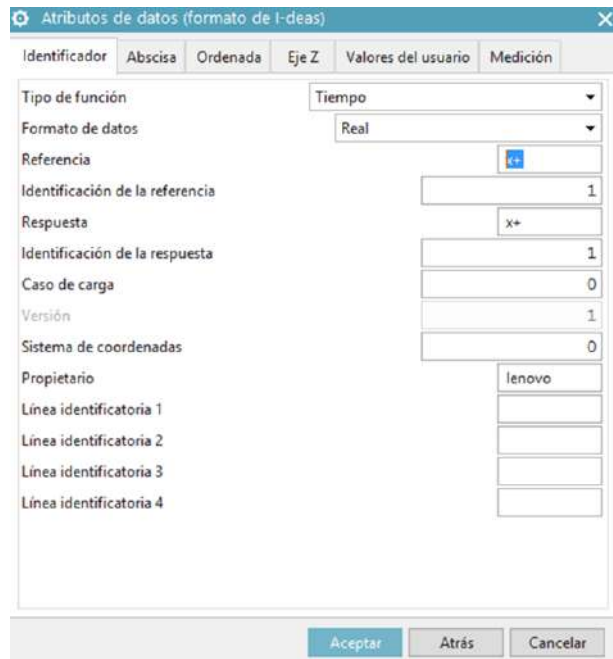 Atributos de datos (formato de I-deas)
Identificador Abscisa Ordenada Eje Z Valores del usuario Medición
Tipo de función Tiempo
Formato de datos Real
Referencia
Identificación de la referencia 1
Respuesta x+
Identificación de la respuesta 1
Caso de carga 0
Versión 1
Sistema de coordenadas 0
Propietario lenovo
Línea identificatoria 1
Línea identificatoria 2
Línea identificatoria 3
Línea identificatoria 4
Aceptar Atrás Cancelar